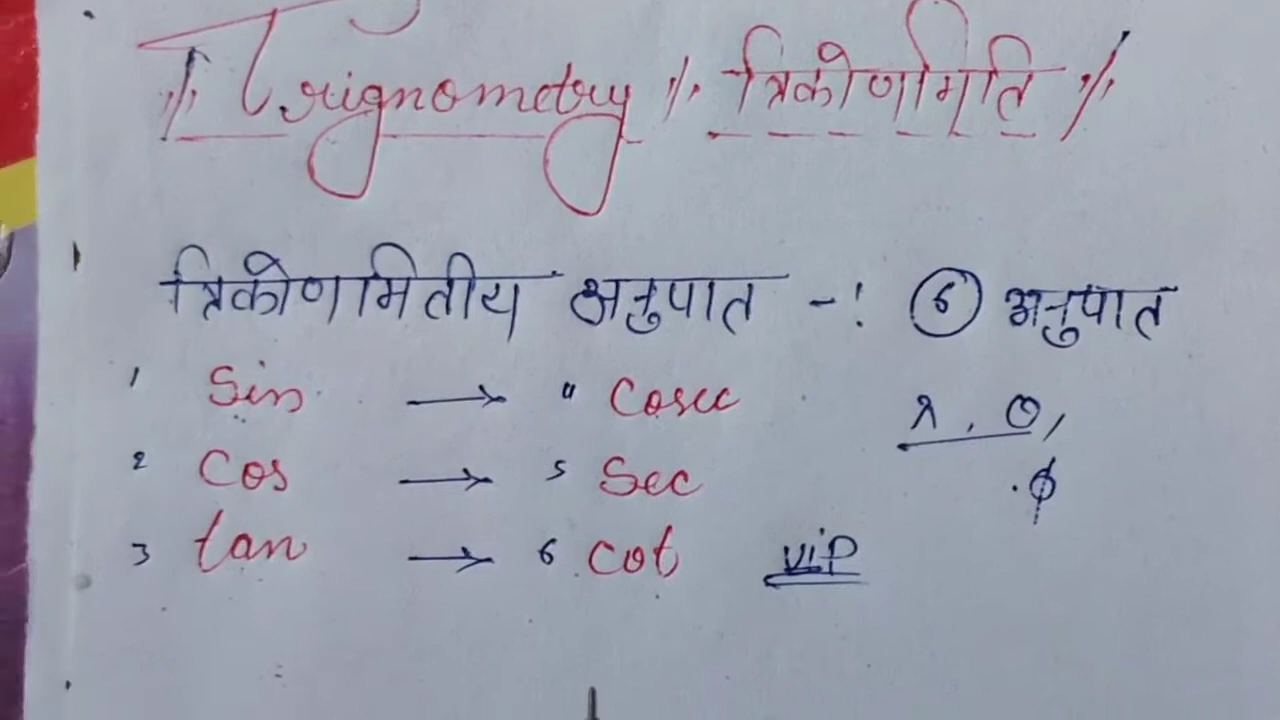 Trignometry // त्रिकोणमिति //
त्रिकोणमितीय अनुपात -! 6 अनुपात
1 Sin → 4 Cosec
2 Cos → 5 Sec
3 tan → 6 cot VIP
θ,
.ϕ